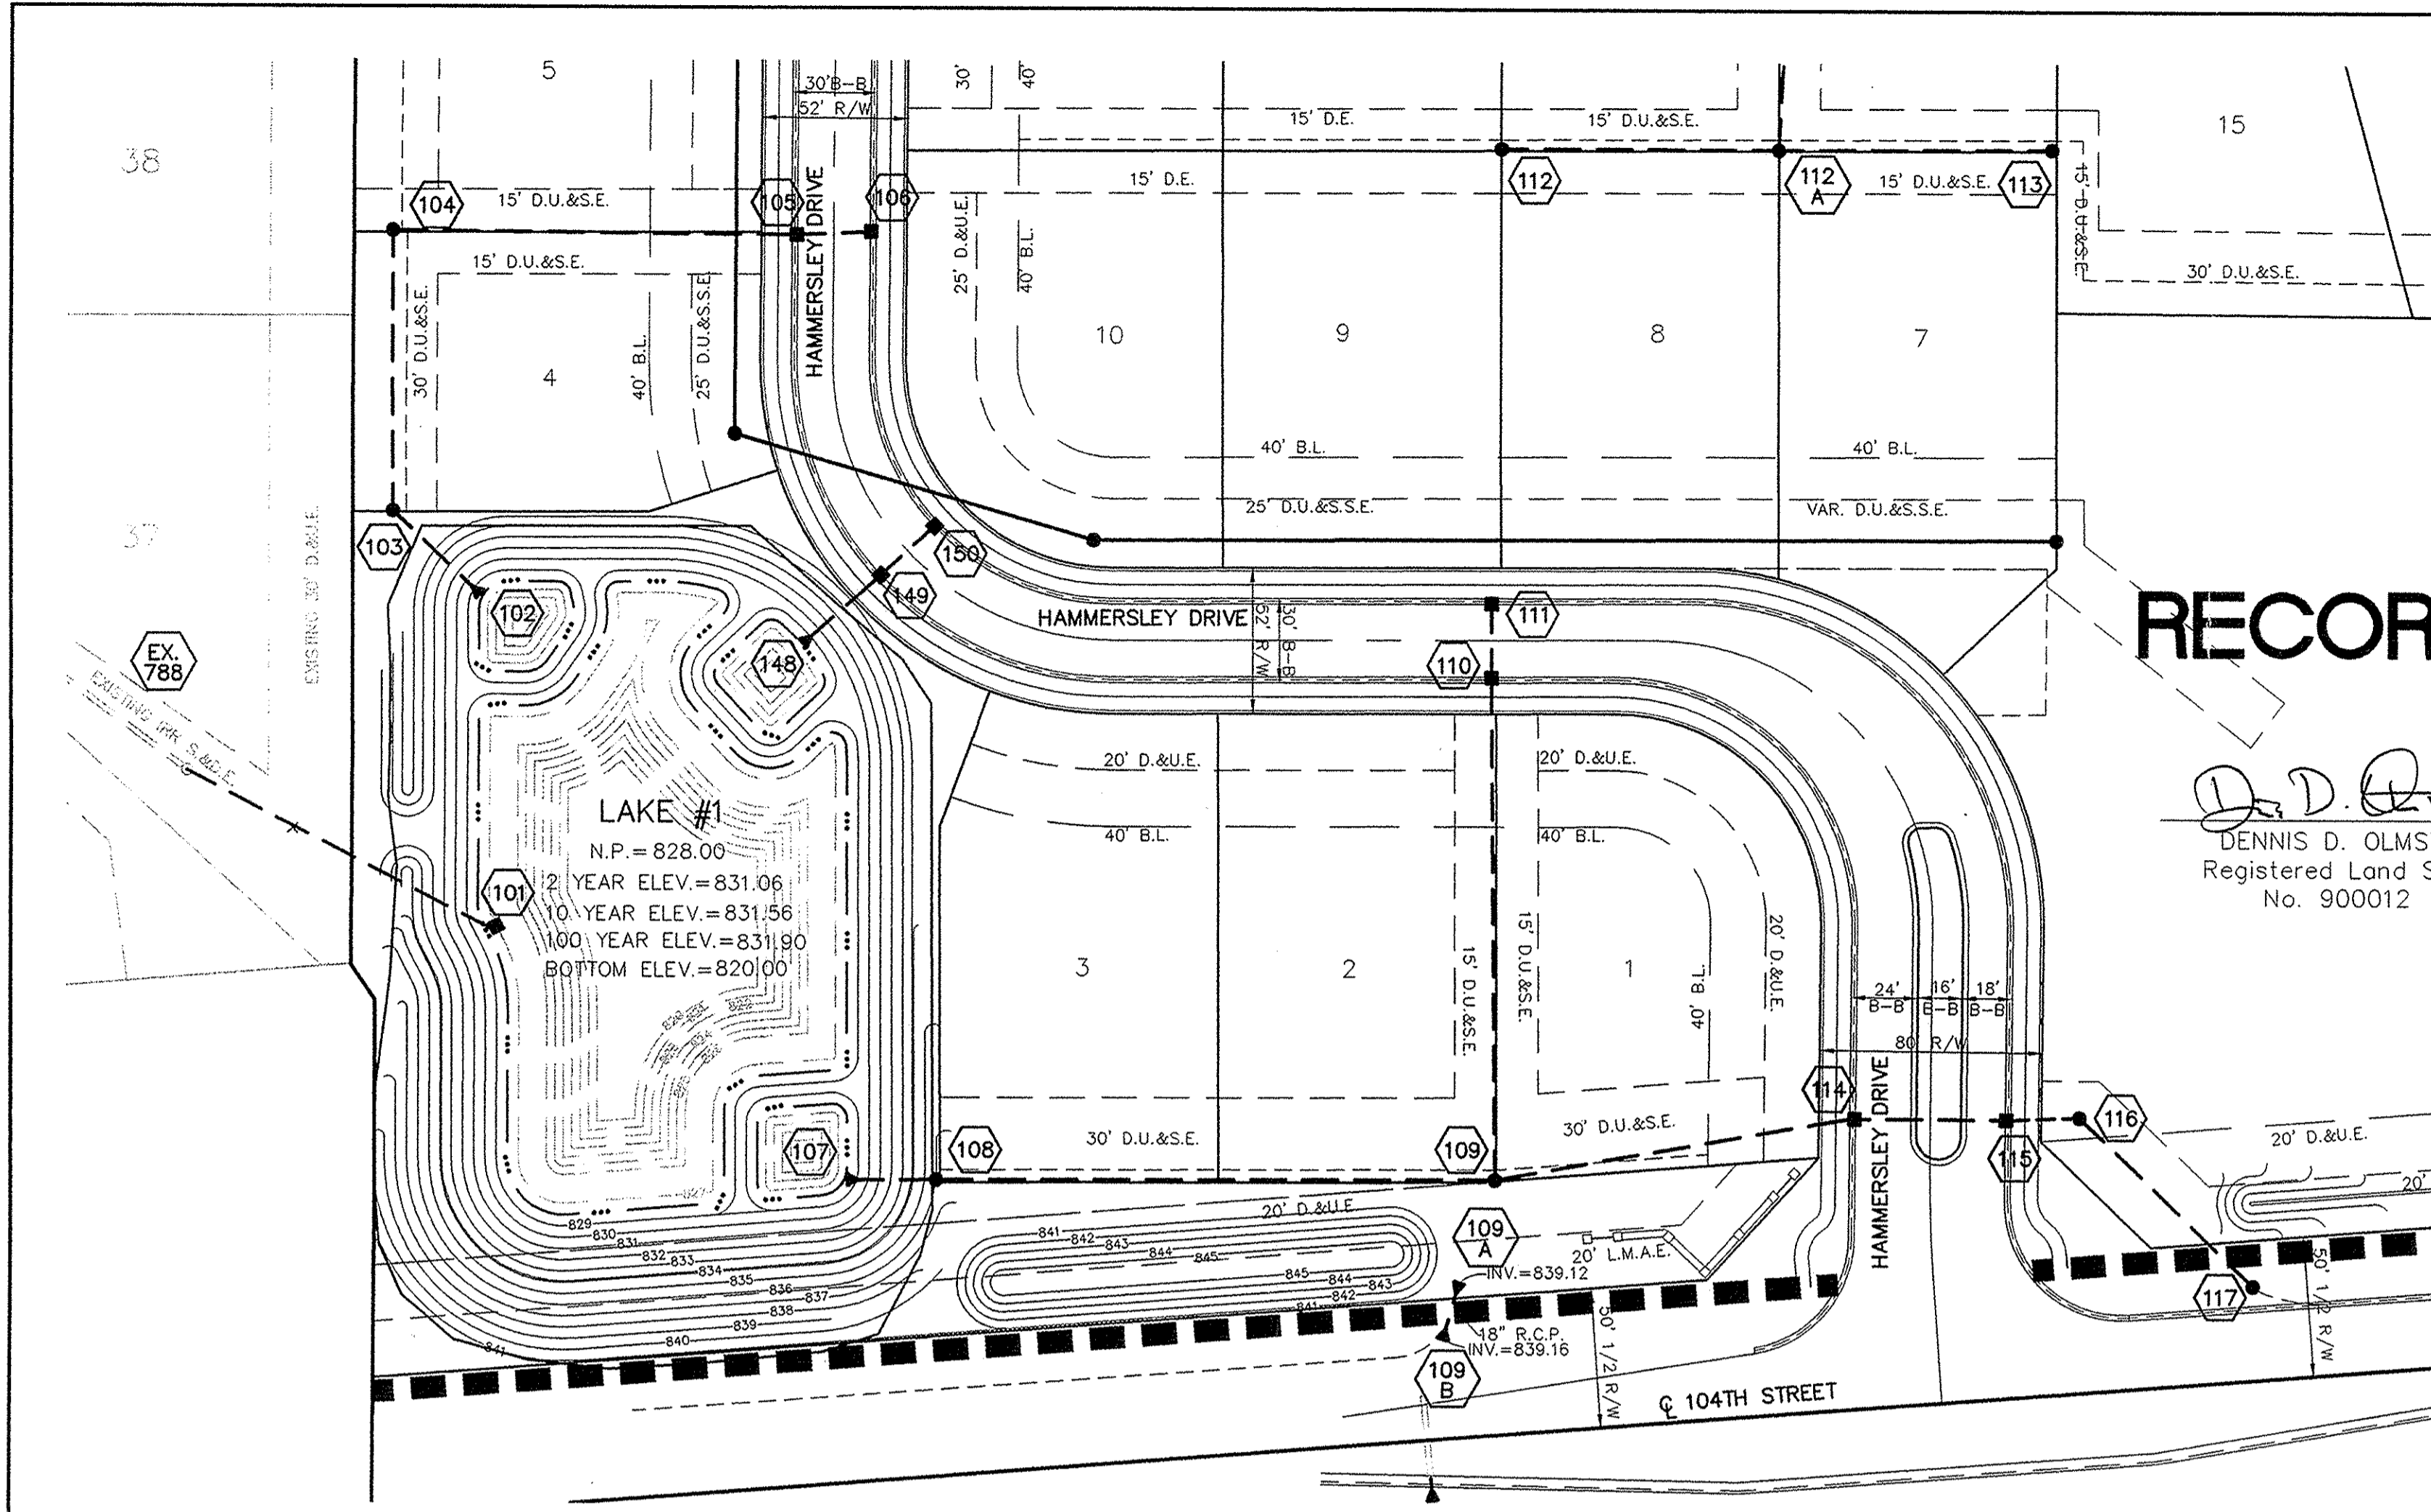 5
30'B-B
52' R/W
30'
40'
15' D.E.
15' D.U.&S.E.
15
38
104
15' D.U.&S.E.
105
HAMMERSLEY DRIVE
106
15' D.E.
112
112
A
15' D.U.&S.E.
113
15' D.U.&S.E.
15' D.U.&S.E.
30' D.U.&S.E.
25' D.&U.E.
40' B.L.
30' D.U.&S.E.
4
40' B.L.
25' D.U.&S.S.E.
10
9
8
7
40' B.L.
40' B.L.
25' D.U.&S.S.E.
VAR. D.U.&S.S.E.
37
103
EXISTING 30' D.&U.E.
150
149
102
148
HAMMERSLEY DRIVE
52' R/W
30' B-B
111
110
RECOR
EX.
788
EXISTING IRR. S.&D.E.
20' D.&U.E.
20' D.&U.E.
LAKE #1
N.P.=828.00
2 YEAR ELEV.=831.06
10 YEAR ELEV.=831.56
100 YEAR ELEV.=831.90
BOTTOM ELEV.=820.00
101
40' B.L.
40' B.L.
DENNIS D. OLMS
Registered Land S
No. 900012
3
2
1
15' D.U.&S.E.
15' D.U.&S.E.
40' B.L.
20' D.&U.E.
24'
B-B
16'
B-B
18'
B-B
80' R/W
822
824
114
HAMMERSLEY DRIVE
116
107
108
30' D.U.&S.E.
109
30' D.U.&S.E.
115
20' D.&U.E.
20'
827
829
830
831
832
833
834
835
836
837
838
839
840
841
20' D.&U.E
841
842
843
844
845
845
844
843
842
841
109
A
20' L.M.A.E.
INV.=839.12
18" R.C.P.
INV.=839.16
109
B
50' 1/2 R/W
117
50' 1/2 R/W
℄ 104TH STREET